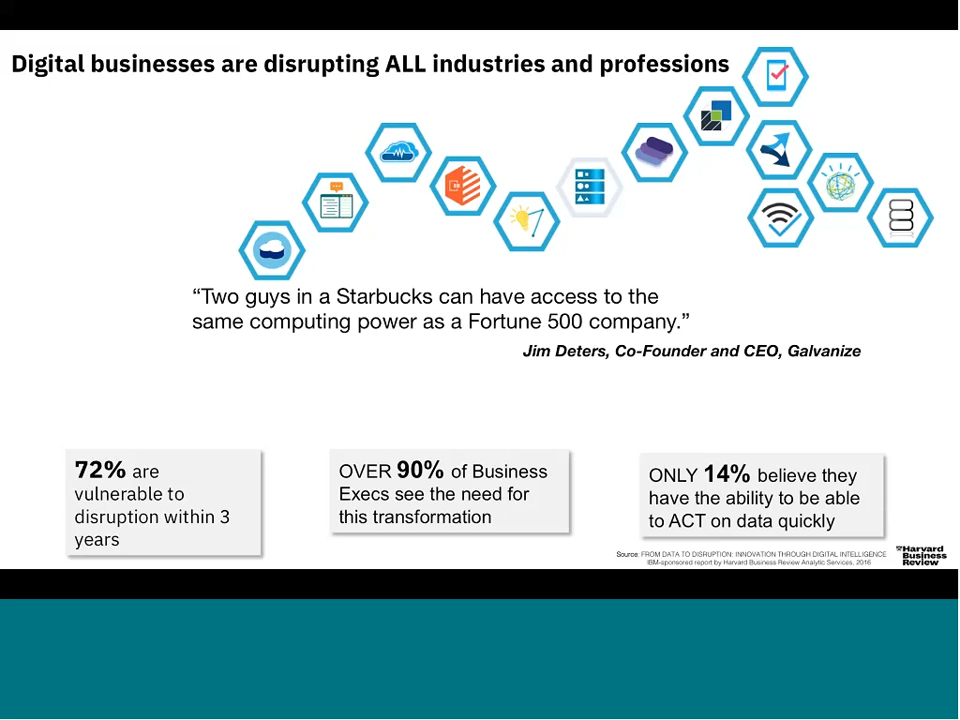 Digital businesses are disrupting ALL industries and professions
“Two guys in a Starbucks can have access to the
same computing power as a Fortune 500 company.”
Jim Deters, Co-Founder and CEO, Galvanize
72% are
vulnerable to
disruption within 3
years
OVER 90% of Business
Execs see the need for
this transformation
ONLY 14% believe they
have the ability to be able
to ACT on data quickly
Source: FROM DATA TO DISRUPTION: INNOVATION THROUGH DIGITAL INTELLIGENCE
IBM-sponsored report by Harvard Business Review Analytic Services, 2016
Harvard
Business
Review